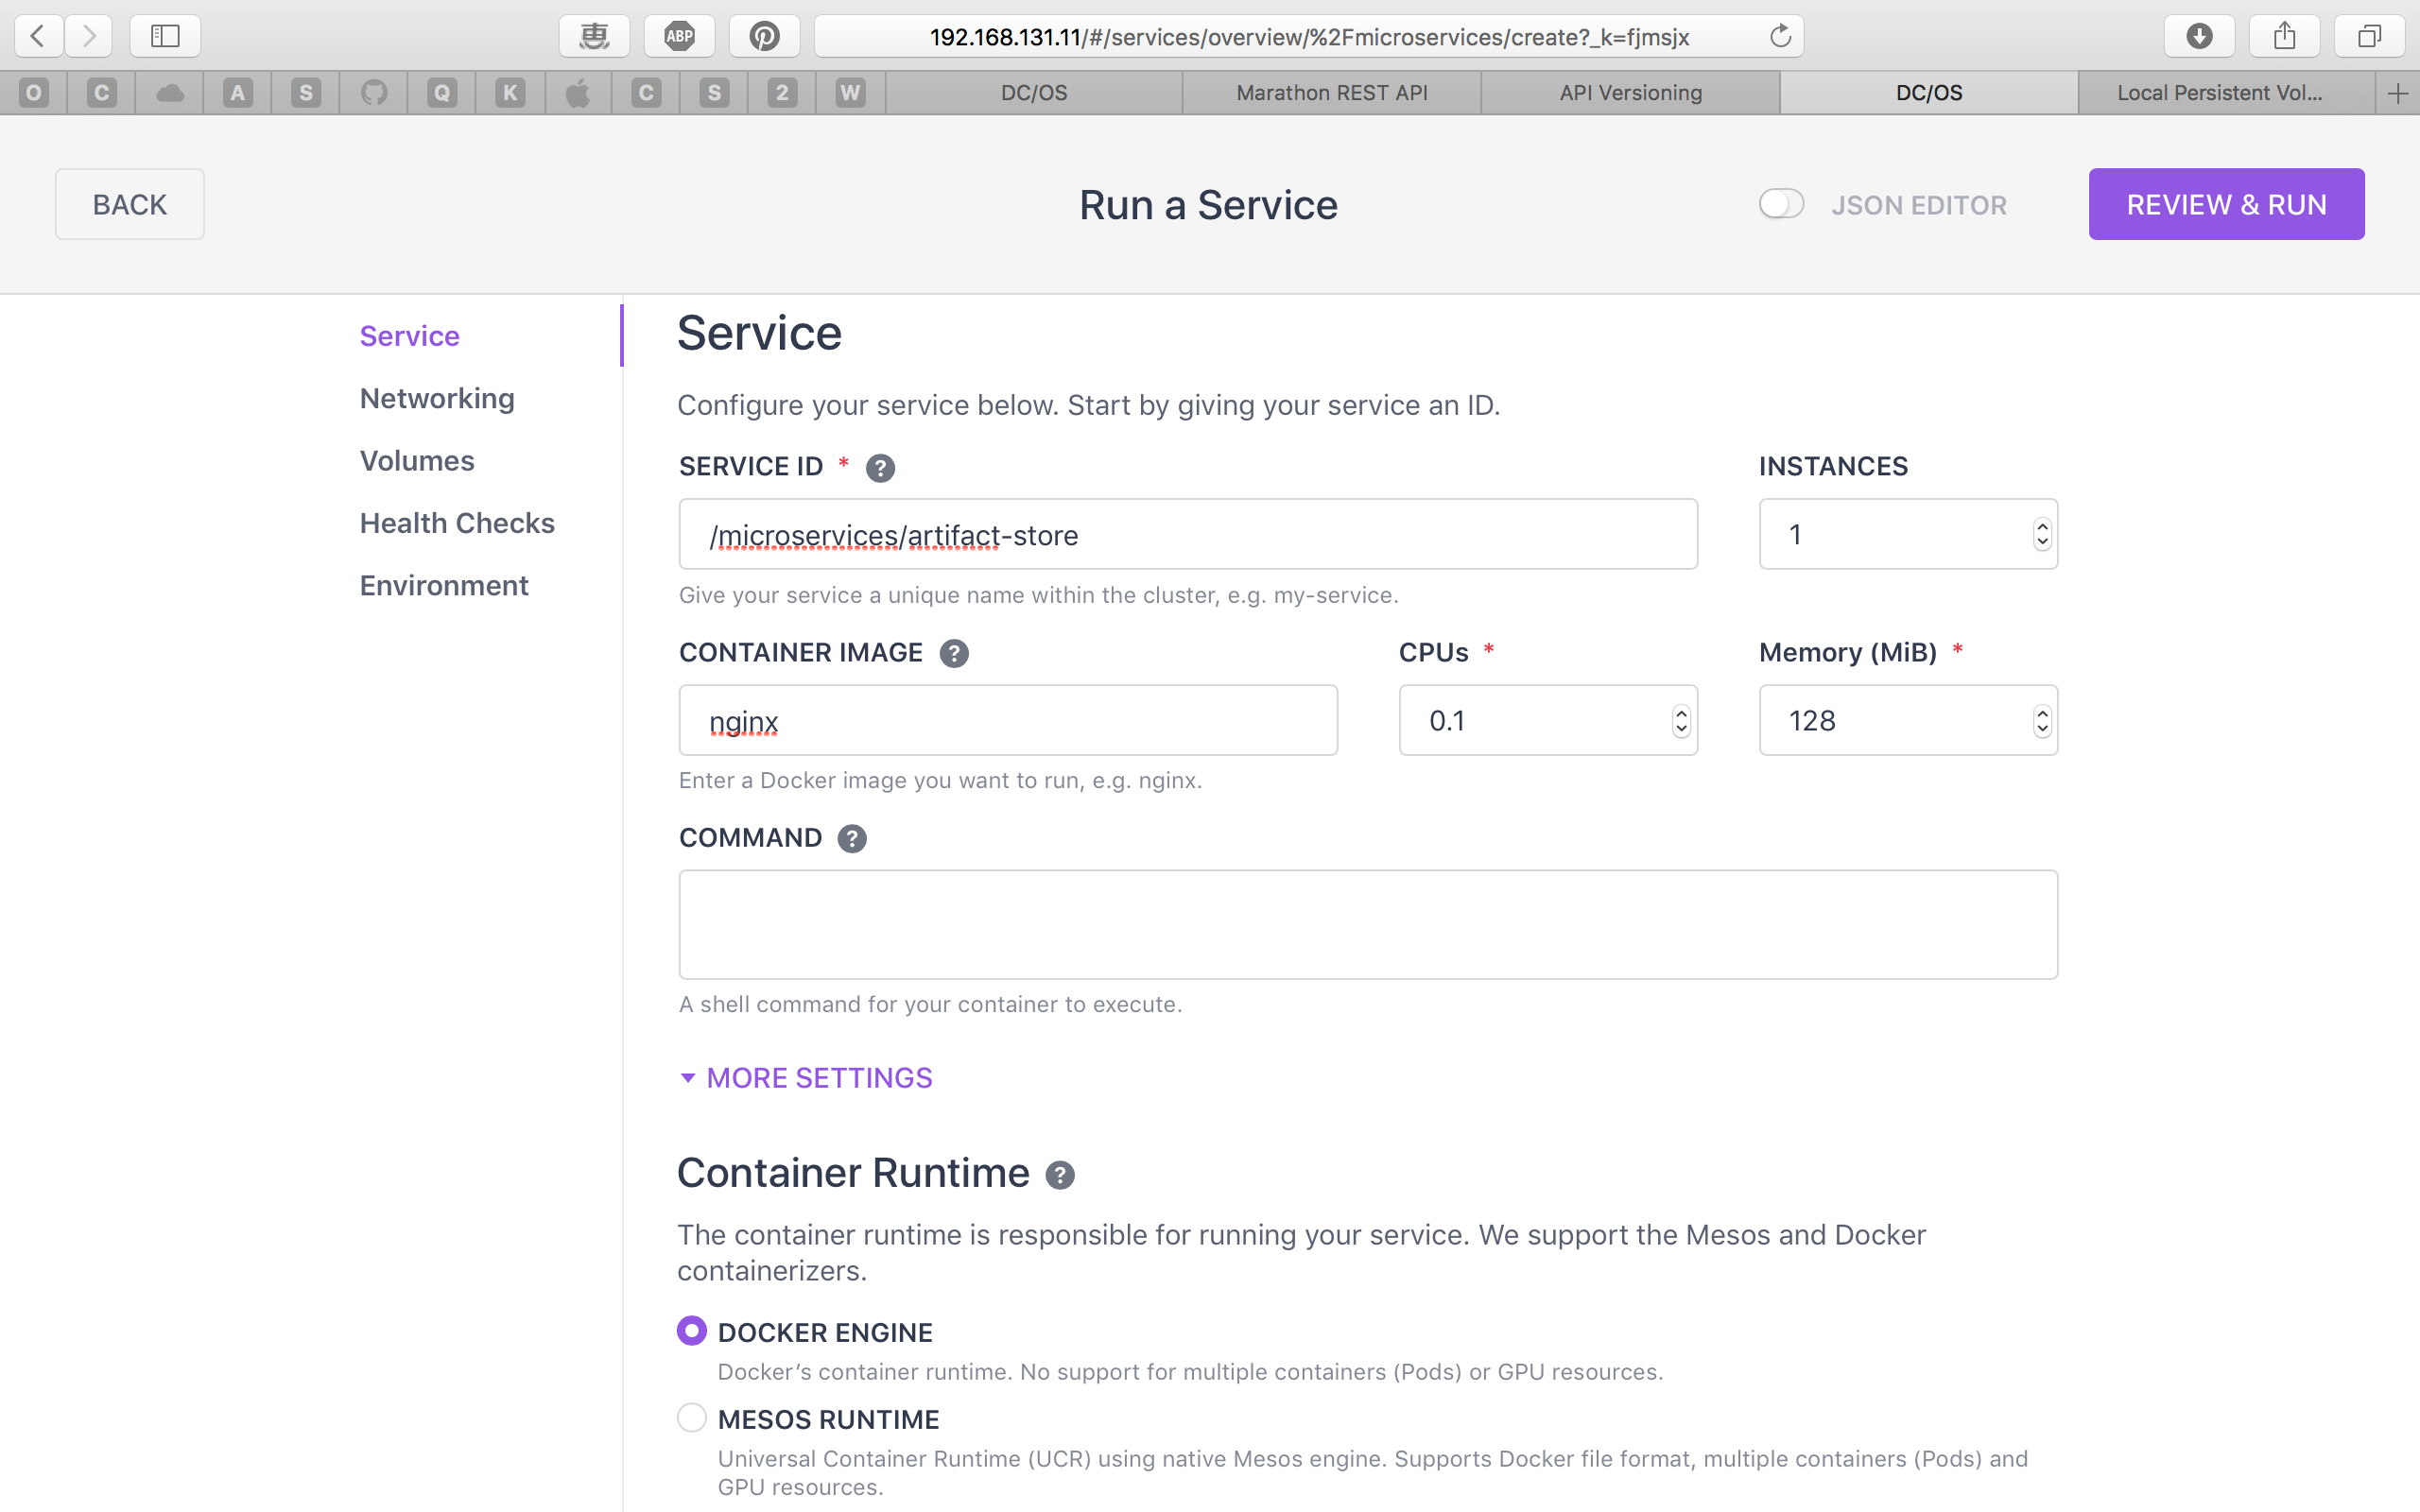 惠 ABP 192.168.131.11/#/services/overview/%2Fmicroservices/create?_k=fjmsjx
O C A S Q K C S 2 W DC/OS Marathon REST API API Versioning DC/OS Local Persistent Vol...
BACK Run a Service JSON EDITOR REVIEW & RUN
Service
Networking
Volumes
Health Checks
Environment
Service
Configure your service below. Start by giving your service an ID.
SERVICE ID * ? INSTANCES
/microservices/artifact-store 1
Give your service a unique name within the cluster, e.g. my-service.
CONTAINER IMAGE ? CPUs * Memory (MiB) *
nginx 0.1 128
Enter a Docker image you want to run, e.g. nginx.
COMMAND ?
A shell command for your container to execute.
MORE SETTINGS
Container Runtime ?
The container runtime is responsible for running your service. We support the Mesos and Docker
containerizers.
DOCKER ENGINE
Docker’s container runtime. No support for multiple containers (Pods) or GPU resources.
MESOS RUNTIME
Universal Container Runtime (UCR) using native Mesos engine. Supports Docker file format, multiple containers (Pods) and
GPU resources.